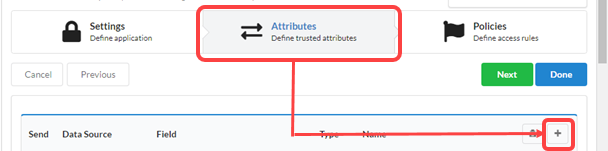 Settings
Define application
Attributes
Define trusted attributes
Policies
Define access rules
Cancel
Previous
Next
Done
Send Data Source Field Type Name